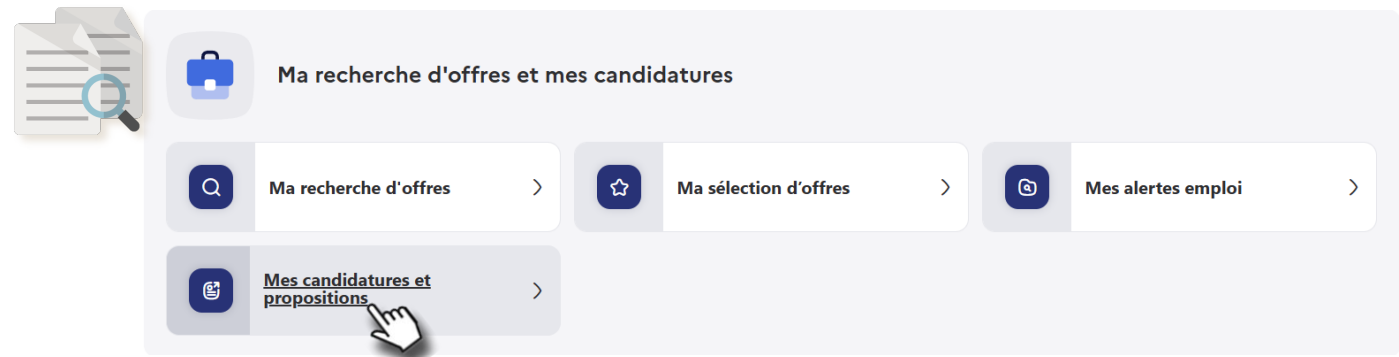 Ma recherche d'offres et mes candidatures
Ma recherche d'offres
Ma sélection d’offres
Mes alertes emploi
Mes candidatures et
propositions